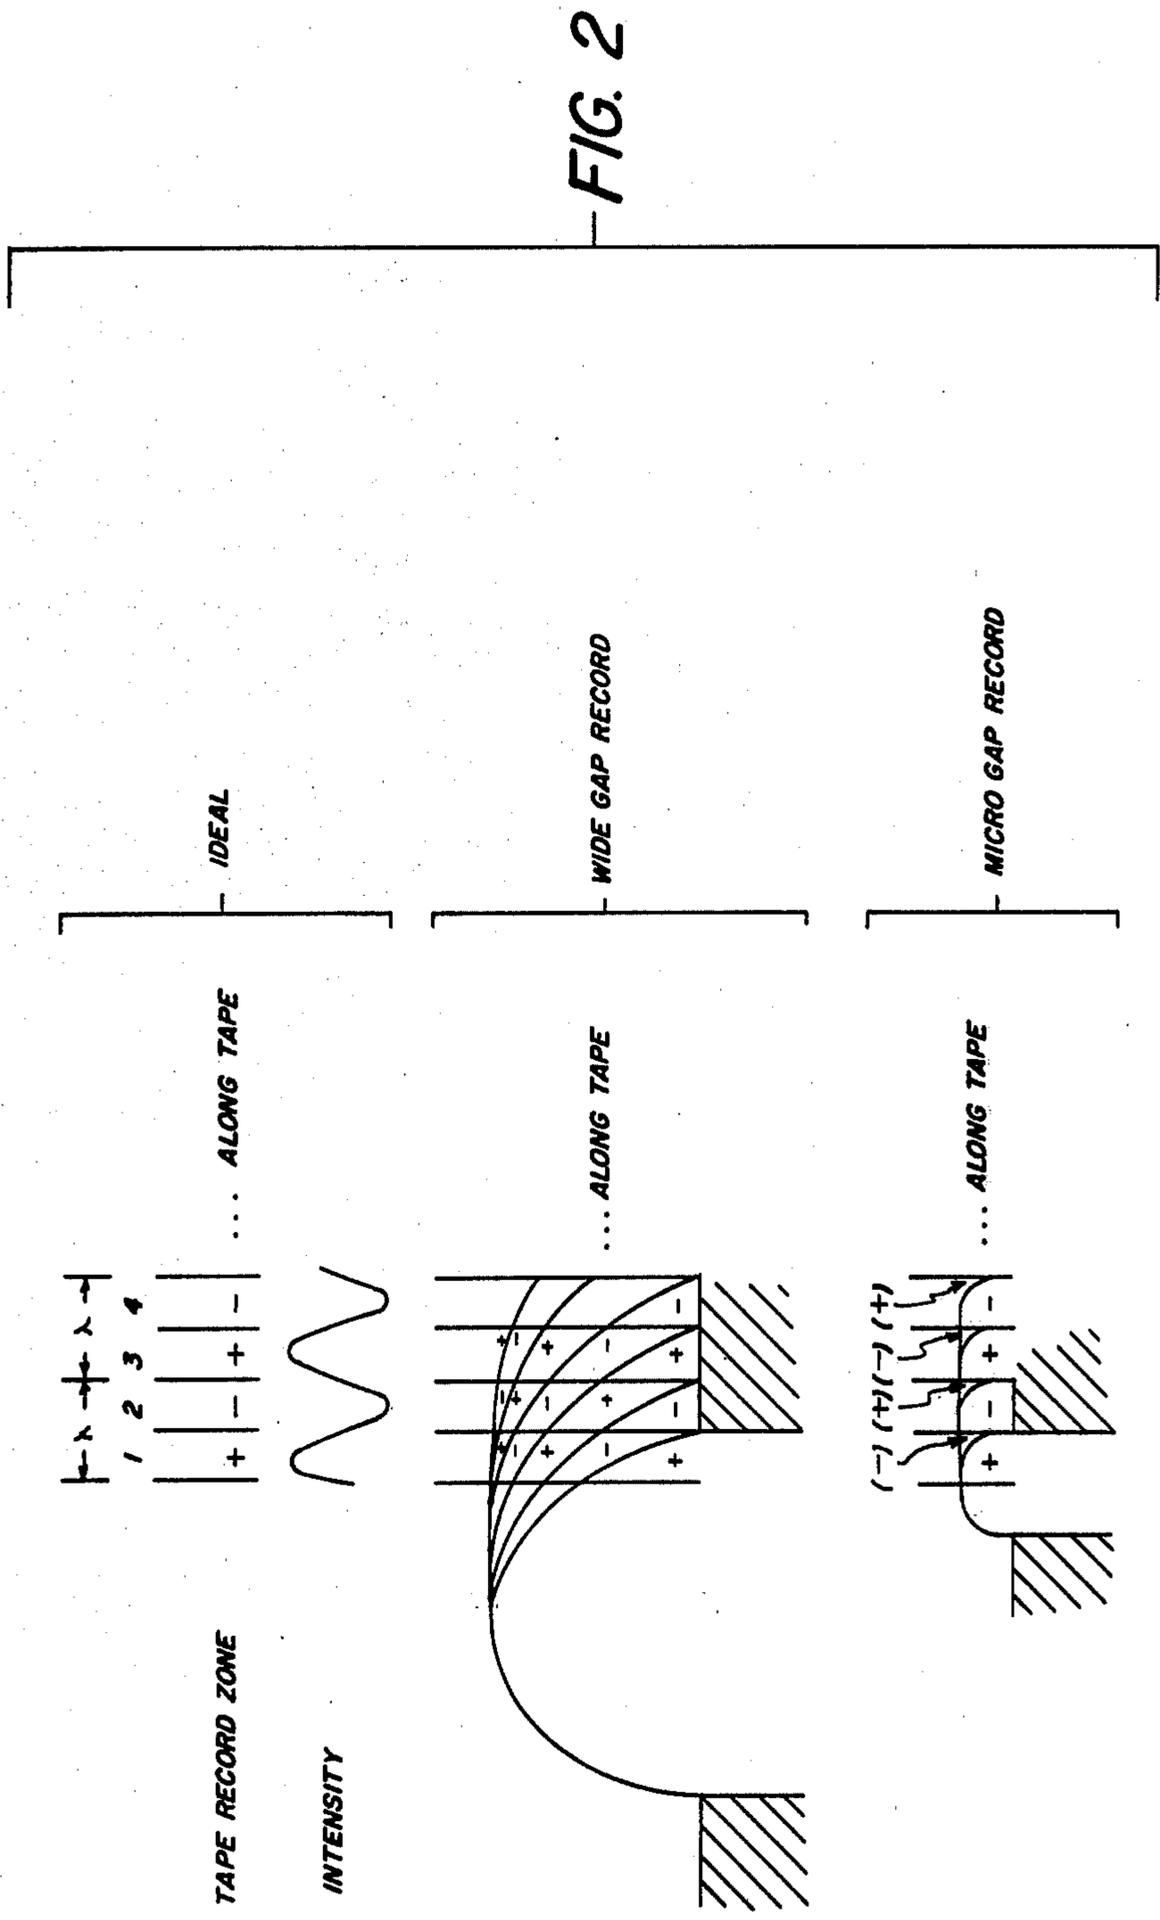 ← λ → ← λ →
1 2 3 4
TAPE RECORD ZONE + − + − ... ALONG TAPE
IDEAL
INTENSITY
+ − + − +
− + −
+ − + −
− + −
+ − + −
... ALONG TAPE
WIDE GAP RECORD
(−) (+) (−) (+)
+ − + −
... ALONG TAPE
MICRO GAP RECORD
FIG. 2